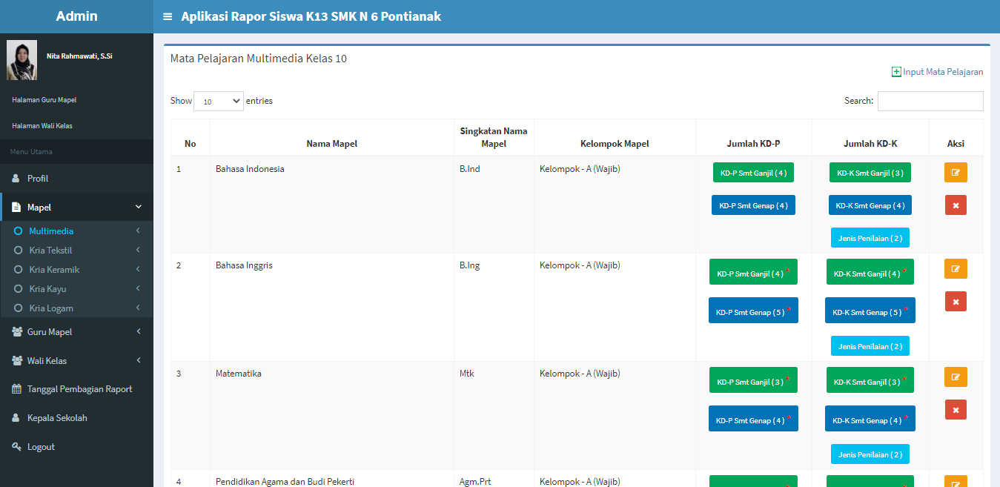 Admin
Aplikasi Rapor Siswa K13 SMK N 6 Pontianak
Nita Rahmawati, S.Si
Halaman Guru Mapel
Halaman Wali Kelas
Menu Utama
Profil
Mapel
Multimedia
Kria Tekstil
Kria Keramik
Kria Kayu
Kria Logam
Guru Mapel
Wali Kelas
Tanggal Pembagian Raport
Kepala Sekolah
Logout
Mata Pelajaran Multimedia Kelas 10
Input Mata Pelajaran
Show 10 entries Search:
No Nama Mapel Singkatan Nama Mapel Kelompok Mapel Jumlah KD-P Jumlah KD-K Aksi
1 Bahasa Indonesia B.Ind Kelompok - A (Wajib) KD-P Smt Ganjil ( 4 ) KD-K Smt Ganjil ( 3 )
KD-P Smt Genap ( 4 ) KD-K Smt Genap ( 4 )
Jenis Penilaian ( 2 )
2 Bahasa Inggris B.Ing Kelompok - A (Wajib) KD-P Smt Ganjil ( 4 ) * KD-K Smt Ganjil ( 4 ) *
KD-P Smt Genap ( 5 ) * KD-K Smt Genap ( 5 ) *
Jenis Penilaian ( 2 )
3 Matematika Mtk Kelompok - A (Wajib) KD-P Smt Ganjil ( 3 ) * KD-K Smt Ganjil ( 3 ) *
KD-P Smt Genap ( 4 ) * KD-K Smt Genap ( 4 ) *
Jenis Penilaian ( 2 )
4 Pendidikan Agama dan Budi Pekerti Agm.Prt Kelompok - A (Wajib)